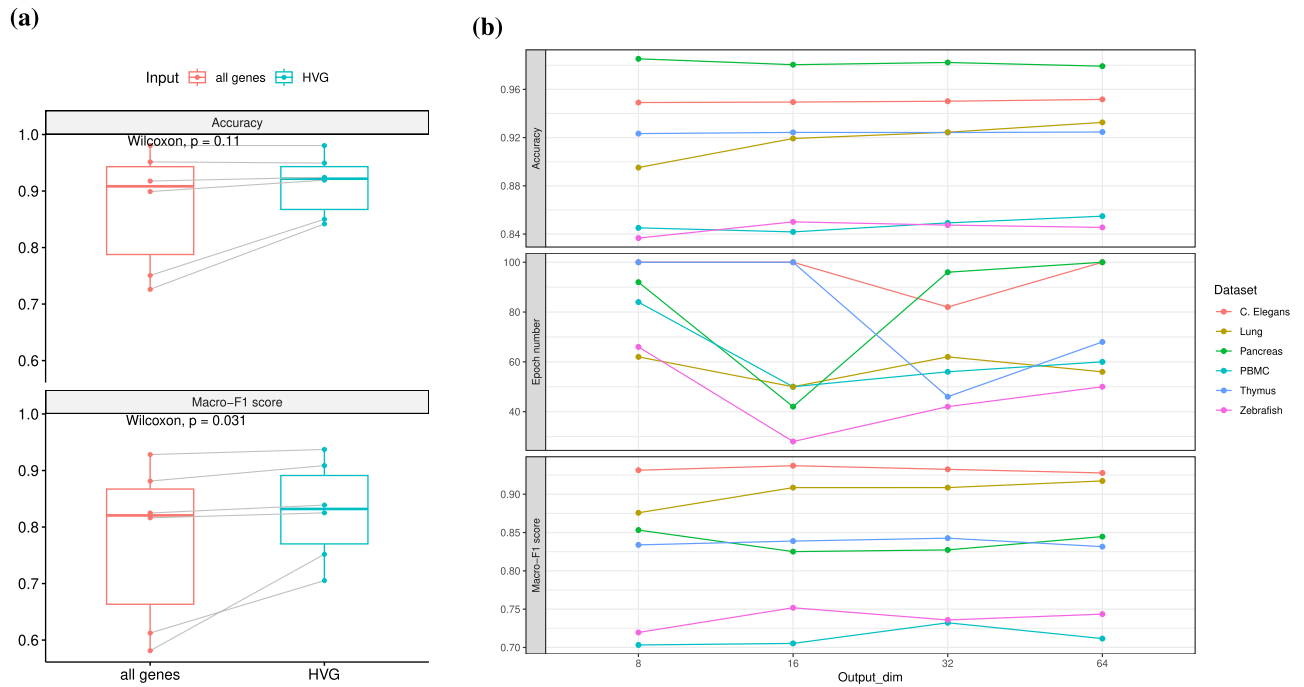 (a)
Input all genes HVG
Accuracy
Wilcoxon, p = 0.11
1.0
0.9
0.8
0.7
0.6
Macro−F1 score
Wilcoxon, p = 0.031
1.0
0.9
0.8
0.7
0.6
all genes HVG
(b)
Accuracy
0.96
0.92
0.88
0.84
Epoch number
100
80
60
40
Macro−F1 score
0.90
0.85
0.80
0.75
0.70
8 16 32 64
Output_dim
Dataset
C. Elegans
Lung
Pancreas
PBMC
Thymus
Zebrafish